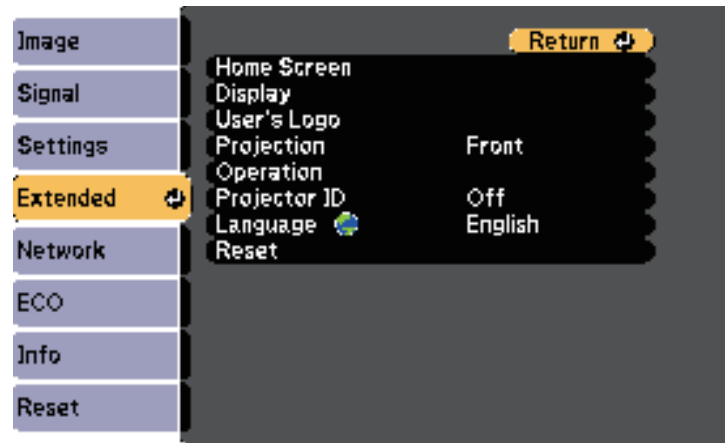 Image
Signal
Settings
Extended
Network
ECO
Info
Reset
Return
Home Screen
Display
User's Logo
Projection Front
Operation
Projector ID Off
Language English
Reset